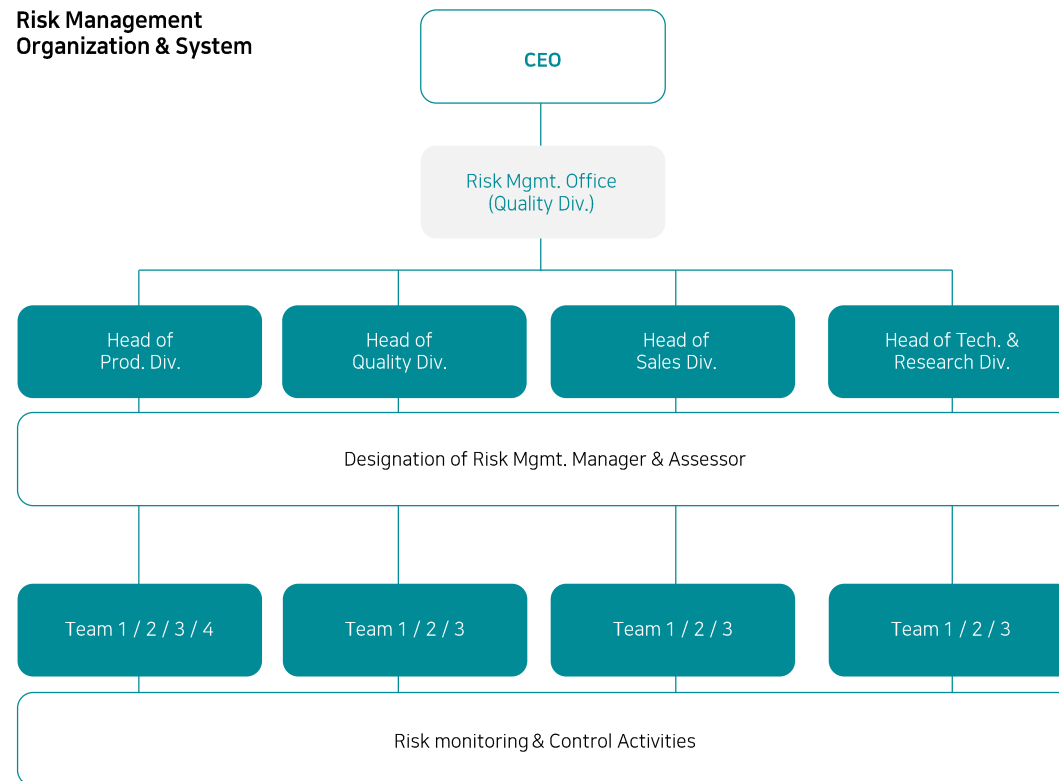 Risk Management
Organization & System
CEO
Risk Mgmt. Office
(Quality Div.)
Head of
Prod. Div.
Head of
Quality Div.
Head of
Sales Div.
Head of Tech. &
Research Div.
Designation of Risk Mgmt. Manager & Assessor
Team 1 / 2 / 3 / 4
Team 1 / 2 / 3
Team 1 / 2 / 3
Team 1 / 2 / 3
Risk monitoring & Control Activities